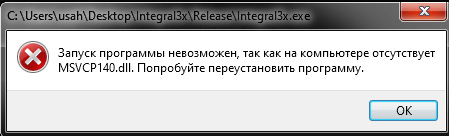 C:\Users\usah\Desktop\Integral3x\Release\Integral3x.exe
Запуск программы невозможен, так как на компьютере отсутствует
MSVCP140.dll. Попробуйте переустановить программу.
OK